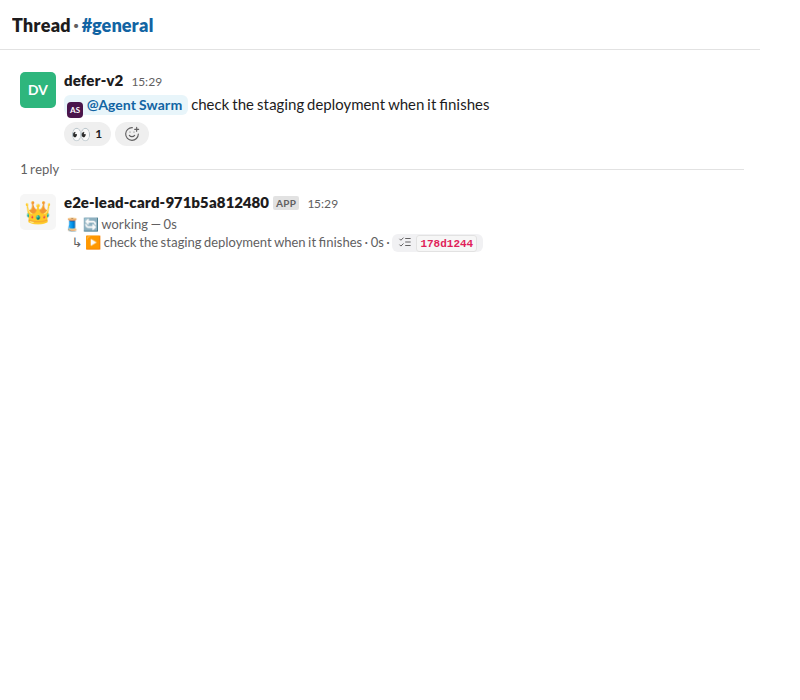 Thread • #general
DV
defer-v2 15:29
AS @Agent Swarm check the staging deployment when it finishes
👀 1
1 reply
e2e-lead-card-971b5a812480 APP 15:29
🧵 🔄 working — 0s
↳ ▶️ check the staging deployment when it finishes · 0s · 178d1244